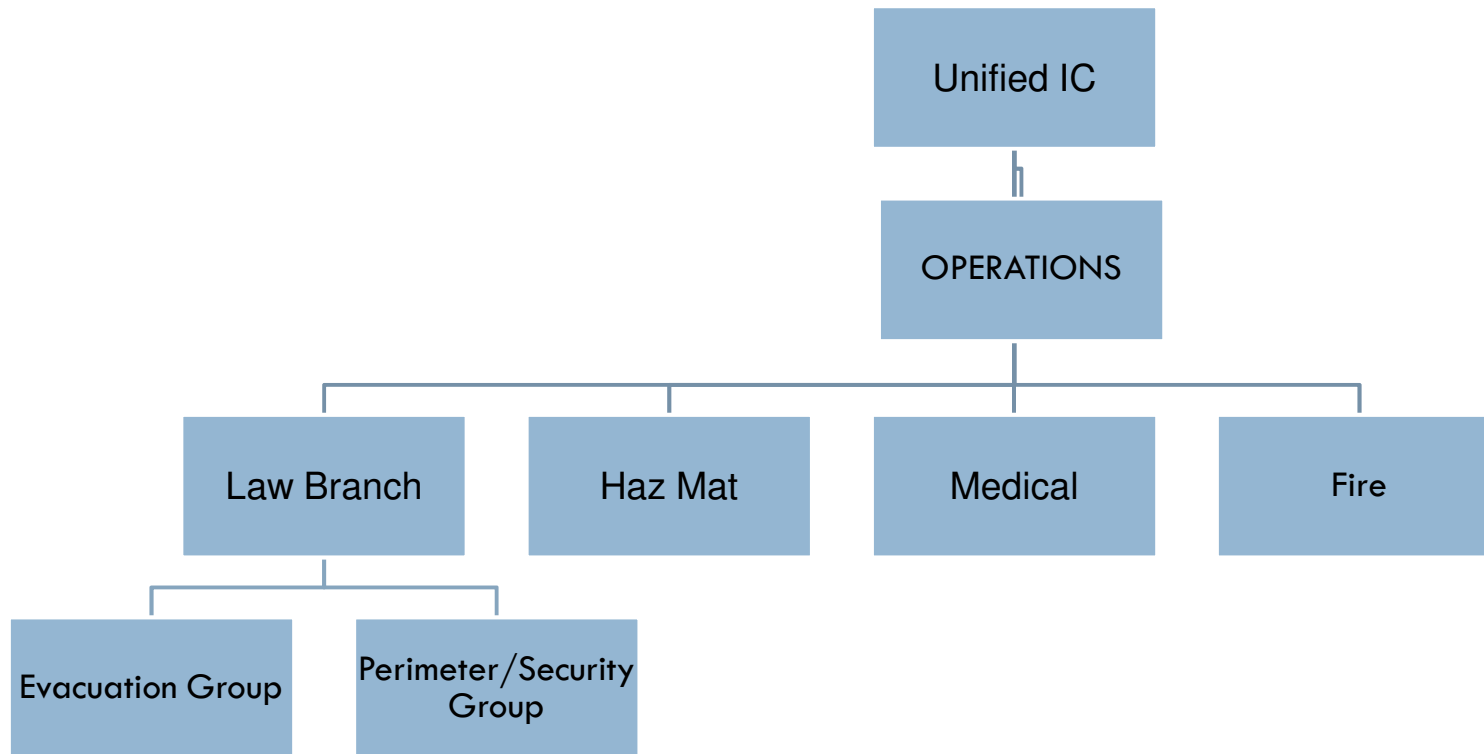 Unified IC
OPERATIONS
Law Branch
Haz Mat
Medical
Fire
Evacuation Group
Perimeter/Security
Group